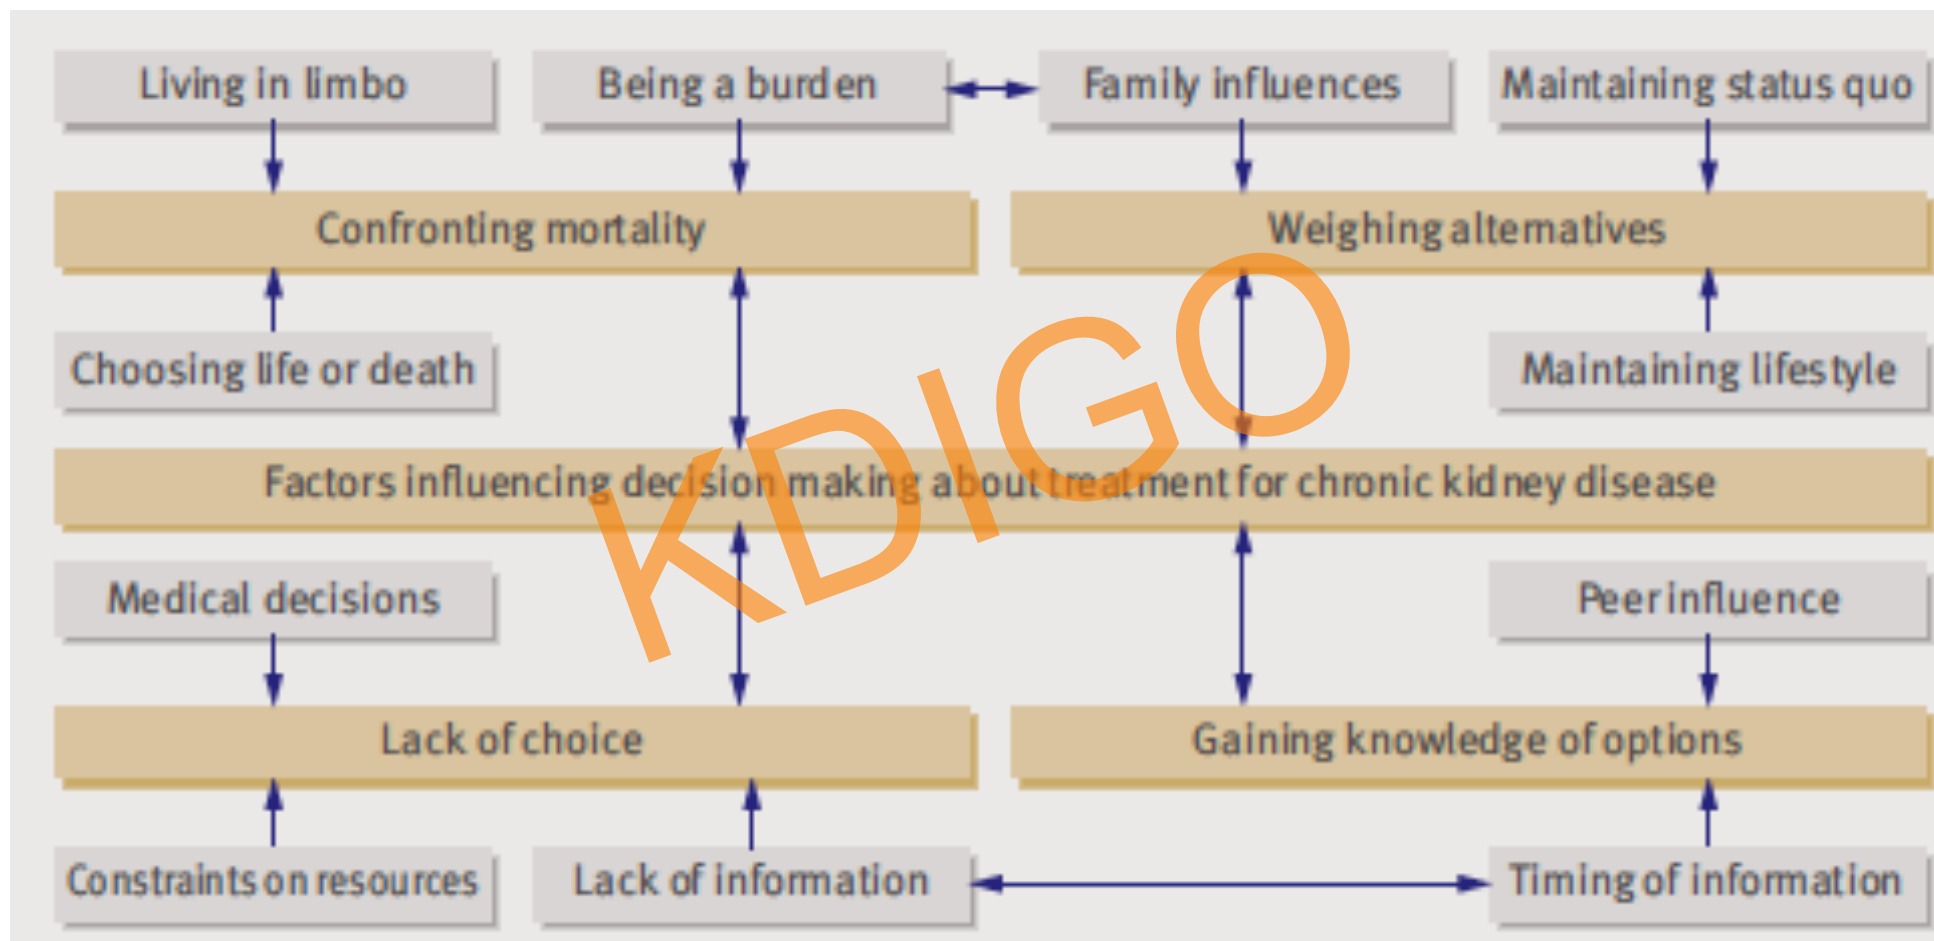 Living in limbo
Being a burden
Family influences
Maintaining status quo
Confronting mortality
Weighing alternatives
Choosing life or death
Maintaining lifestyle
Factors influencing decision making about treatment for chronic kidney disease
KDIGO
Medical decisions
Peer influence
Lack of choice
Gaining knowledge of options
Constraints on resources
Lack of information
Timing of information